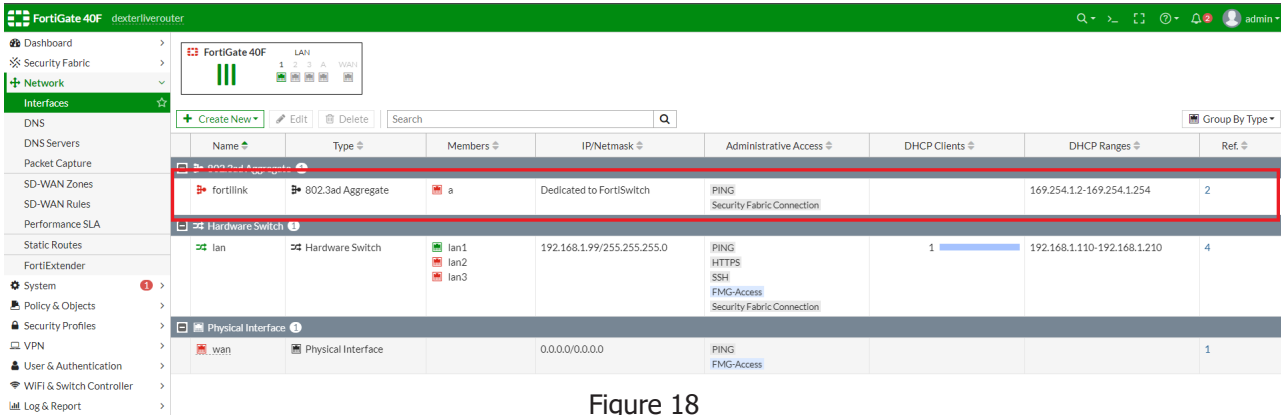 FortiGate 40F dexterliverouter
>_ 2 admin
Dashboard
Security Fabric
Network
Interfaces
DNS
DNS Servers
Packet Capture
SD-WAN Zones
SD-WAN Rules
Performance SLA
Static Routes
FortiExtender
System 1
Policy & Objects
Security Profiles
VPN
User & Authentication
WiFi & Switch Controller
Log & Report
FortiGate 40F LAN
1 2 3 A WAN
+ Create New Edit Delete Search Group By Type
Name Type Members IP/Netmask Administrative Access DHCP Clients DHCP Ranges Ref.
802.3ad Aggregate 1
fortilink 802.3ad Aggregate a Dedicated to FortiSwitch PING 169.254.1.2-169.254.1.254 2
Security Fabric Connection
Hardware Switch 1
lan Hardware Switch lan1 192.168.1.99/255.255.255.0 PING 1 192.168.1.110-192.168.1.210 4
lan2 HTTPS
lan3 SSH
FMG-Access
Security Fabric Connection
Physical Interface 1
wan Physical Interface 0.0.0.0/0.0.0.0 PING 1
FMG-Access
Figure 18